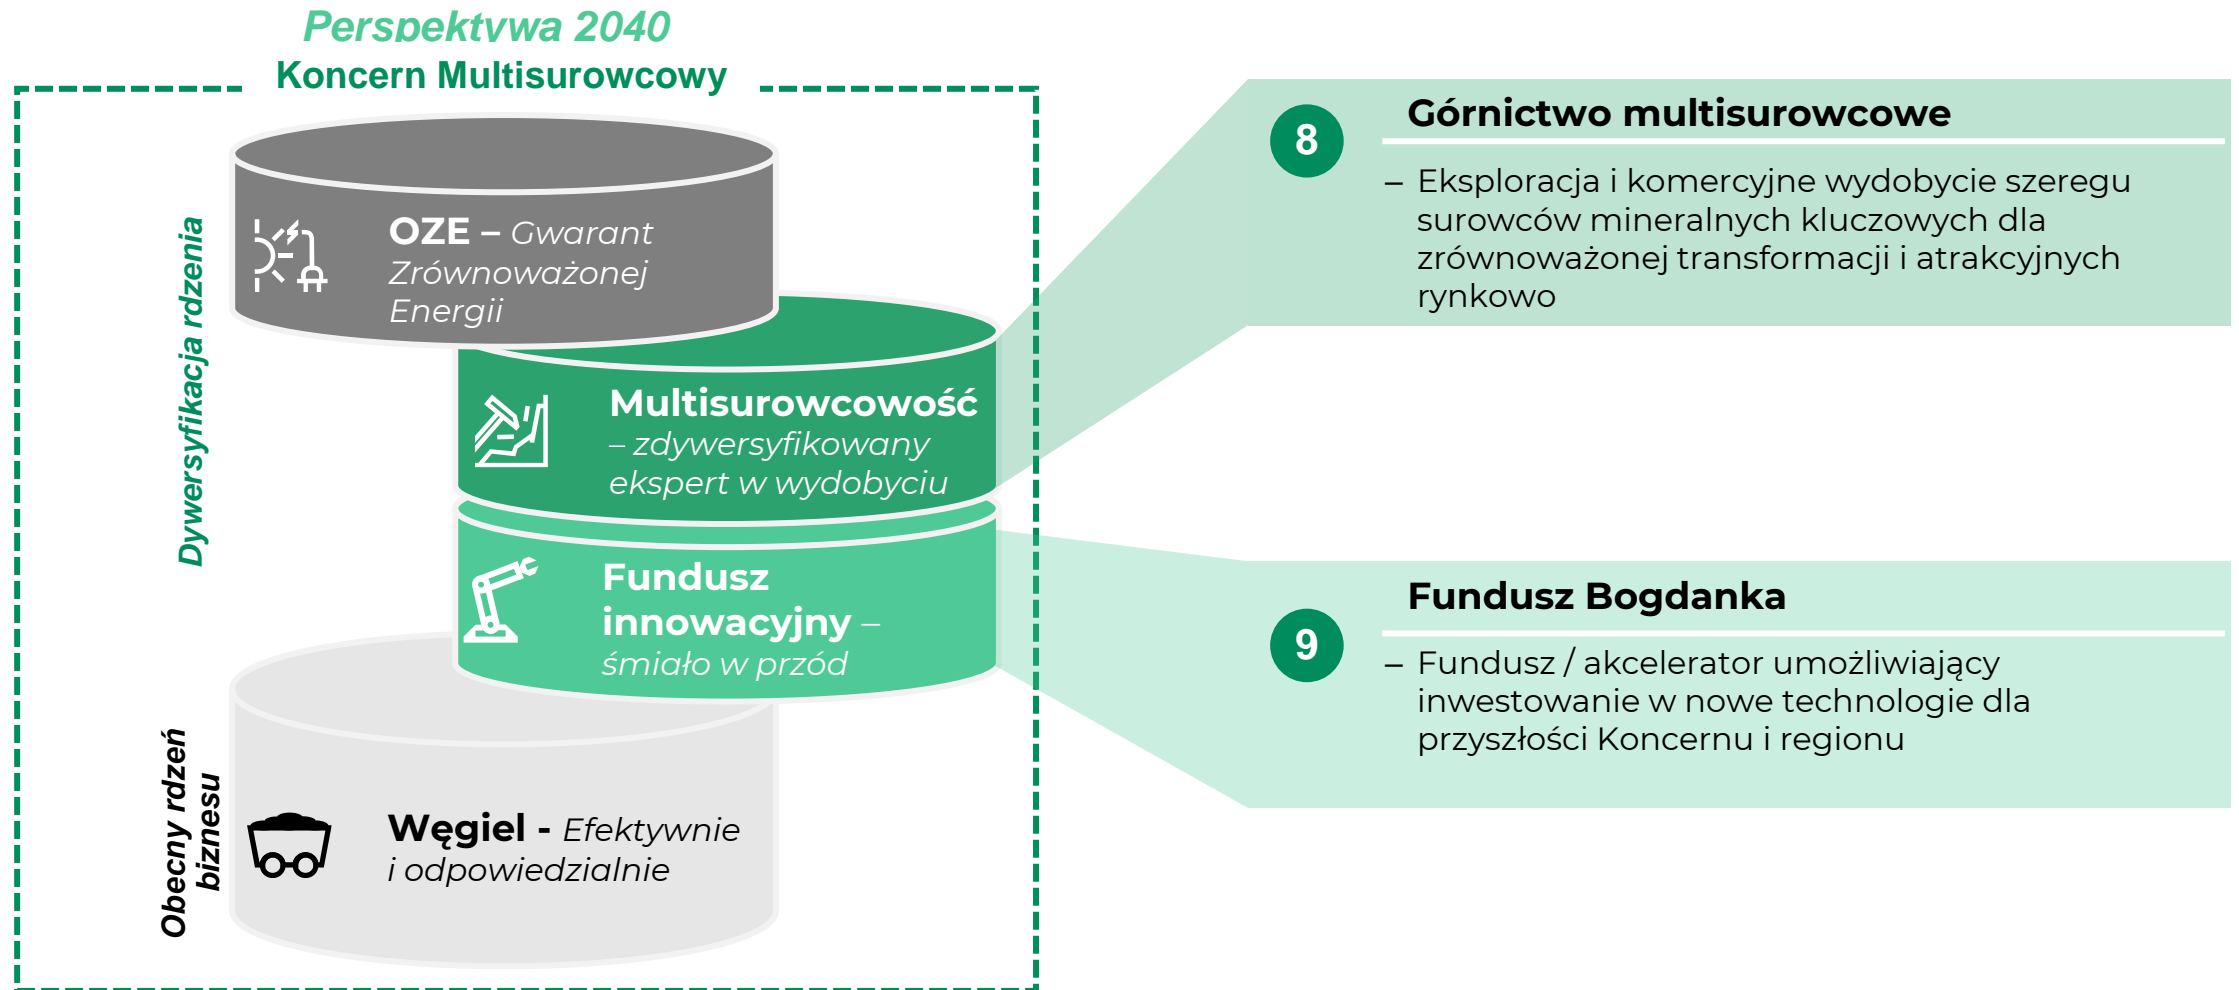 Perspektywa 2040
Koncern Multisurowcowy
Dywersyfikacja rdzenia
OZE – Gwarant
Zrównoważonej
Energii
Multisurowcowość
– zdywersyfikowany
ekspert w wydobyciu
Fundusz
innowacyjny –
śmiało w przód
Obecny rdzeń
biznesu
Węgiel - Efektywnie
i odpowiedzialnie
8
Górnictwo multisurowcowe
– Eksploracja i komercyjne wydobycie szeregu
surowców mineralnych kluczowych dla
zrównoważonej transformacji i atrakcyjnych
rynkowo
9
Fundusz Bogdanka
– Fundusz / akcelerator umożliwiający
inwestowanie w nowe technologie dla
przyszłości Koncernu i regionu